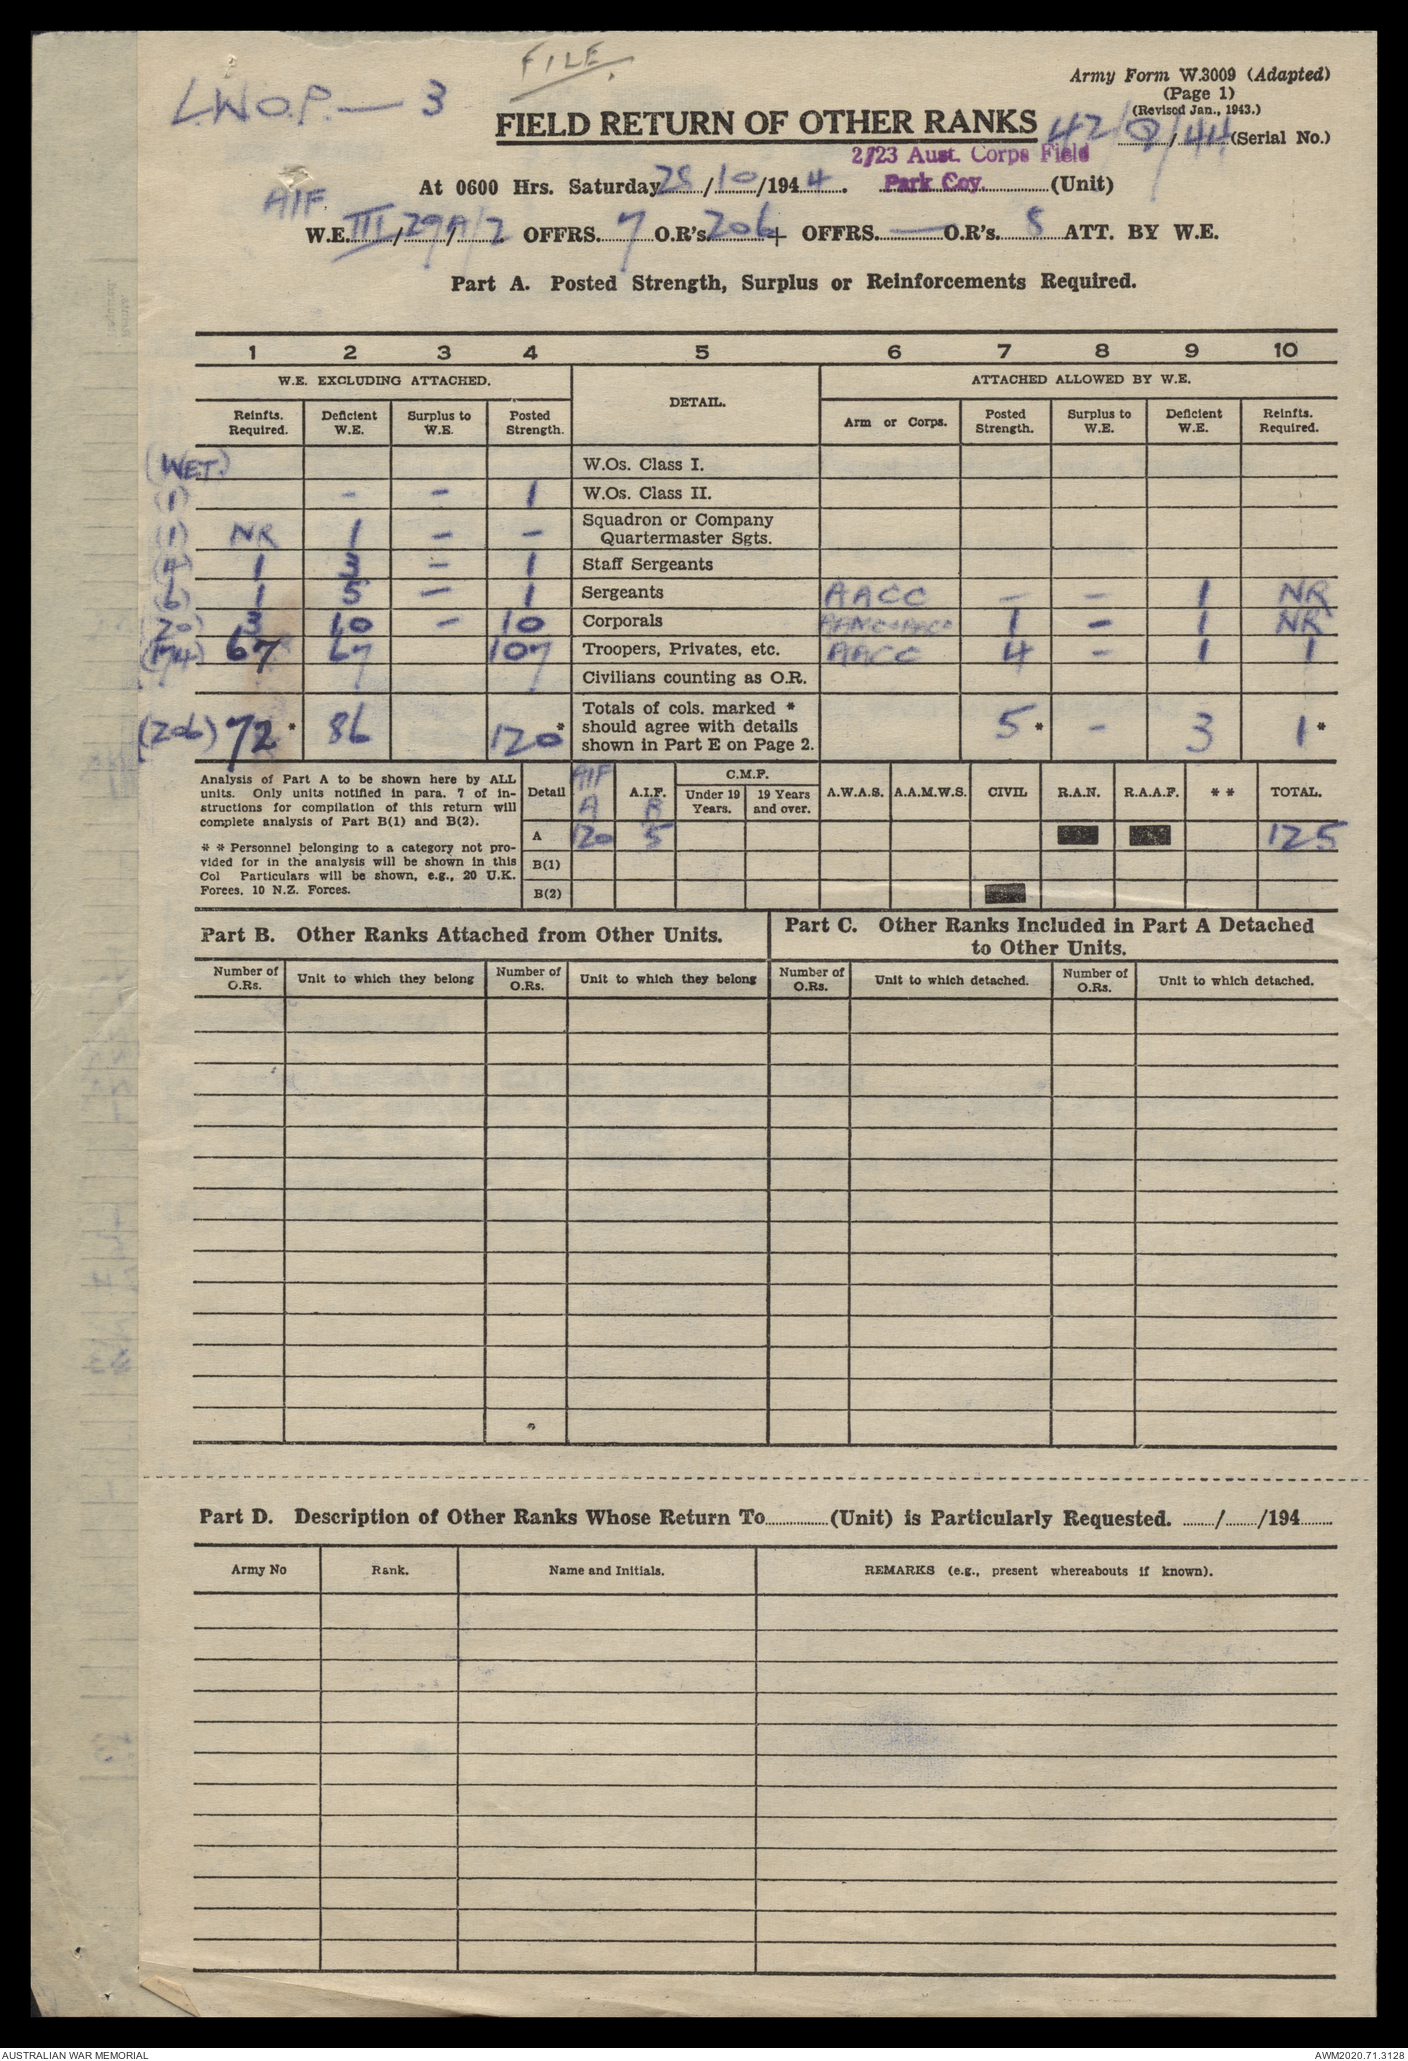 FILE.
L.W.O.P. — 3
Army Form W.3009 (Adapted)
(Page 1)
(Revised Jan., 1943.)
FIELD RETURN OF OTHER RANKS
42/O/44 (Serial No.)
2/23 Aust. Corps Field
At 0600 Hrs. Saturday 28/10/1944. Park Coy. (Unit)
AIF
W.E. III/29A/2 OFFRS. 7 O.R's. 206 + OFFRS. — O.R's. 8 ATT. BY W.E.
Part A. Posted Strength, Surplus or Reinforcements Required.
1 2 3 4 5 6 7 8 9 10
W.E. EXCLUDING ATTACHED. DETAIL. ATTACHED ALLOWED BY W.E.
Reinfts. Required. Deficient W.E. Surplus to W.E. Posted Strength. Arm or Corps. Posted Strength. Surplus to W.E. Deficient W.E. Reinfts. Required.
(W.E.T.) W.Os. Class I.
(1) - - 1 W.Os. Class II.
(1) NR 1 - - Squadron or Company Quartermaster Sgts.
(4) 1 3 - 1 Staff Sergeants
(6) 1 5 - 1 Sergeants AACC - - 1 NR
(20) 3 10 - 10 Corporals AAMC & AACC 1 - 1 NR
(174) 67 67 107 Troopers, Privates, etc. AACC 4 - 1 1
Civilians counting as O.R.
(206) 72 * 86 120 * Totals of cols. marked * should agree with details shown in Part E on Page 2. 5 * - 3 1 *
Analysis of Part A to be shown here by ALL
units. Only units notified in para. 7 of in-
structions for compilation of this return will
complete analysis of Part B(1) and B(2).
* * Personnel belonging to a category not pro-
vided for in the analysis will be shown in this
Col Particulars will be shown, e.g., 20 U.K.
Forces, 10 N.Z. Forces.
Detail AIF A A.I.F. B C.M.F. Under 19 Years. 19 Years and over. A.W.A.S. A.A.M.W.S. CIVIL R.A.N. R.A.A.F. * * TOTAL.
A 120 5 125
B(1)
B(2)
Part B. Other Ranks Attached from Other Units.
Part C. Other Ranks Included in Part A Detached
to Other Units.
Number of O.Rs. Unit to which they belong Number of O.Rs. Unit to which they belong Number of O.Rs. Unit to which detached. Number of O.Rs. Unit to which detached.
Part D. Description of Other Ranks Whose Return To............(Unit) is Particularly Requested. ......./......./194.......
Army No Rank. Name and Initials. REMARKS (e.g., present whereabouts if known).
AUSTRALIAN WAR MEMORIAL AWM2020.71.3128